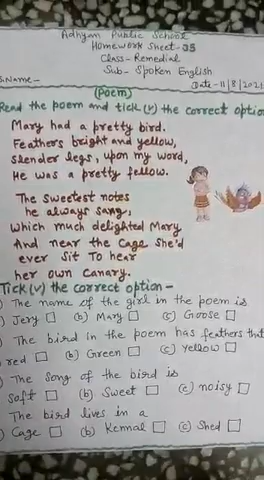 Adhyan Public School
Homework Sheet-35
Class- Remedial
Sub- Spoken English
Name-
Date-11/8/2021
(Poem)
Read the poem and tick (✓) the correct option
Mary had a pretty bird.
Feathers bright and yellow,
slender legs, upon my word,
He was a pretty fellow.
The sweetest notes
he always sang,
which much delighted Mary
And near the Cage she'd
ever sit To hear
her own Canary.
Tick (✓) the correct option-
The name of the girl in the poem is
Jery □ (b) Mary □ (c) Goose □
The bird in the poem has feathers that
red □ (b) Green □ (c) Yellow □
The song of the bird is
Soft □ (b) Sweet □ (c) noisy □
The bird lives in a
Cage □ (b) Kennal □ (c) Shed □